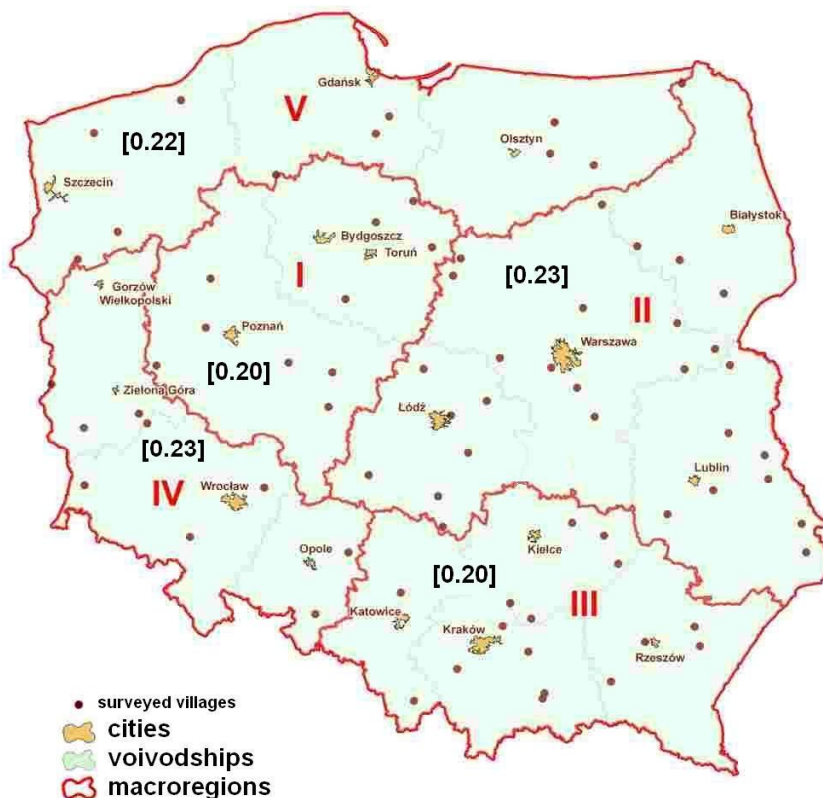 Gdańsk
V
[0.22]
Olsztyn
Szczecin
Białystok
Bydgoszcz
Toruń
I
[0.23]
II
Gorzów
Wielkopolski
Poznań
Warszawa
[0.20]
Zielona Góra
Łódź
[0.23]
Lublin
Wrocław
IV
Kielce
Opole
[0.20]
III
Katowice
Kraków
Rzeszów
surveyed villages
cities
voivodships
macroregions